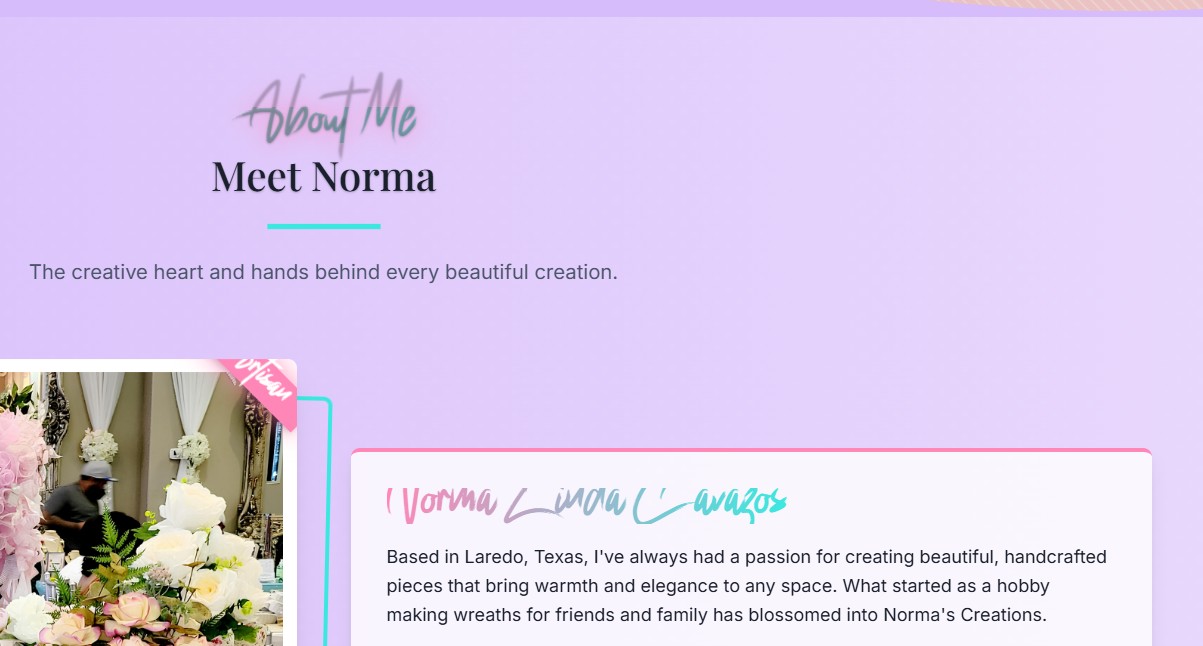 About Me
Meet Norma
The creative heart and hands behind every beautiful creation.
Artisan
Norma Linda Cavazos
Based in Laredo, Texas, I've always had a passion for creating beautiful, handcrafted
pieces that bring warmth and elegance to any space. What started as a hobby
making wreaths for friends and family has blossomed into Norma's Creations.